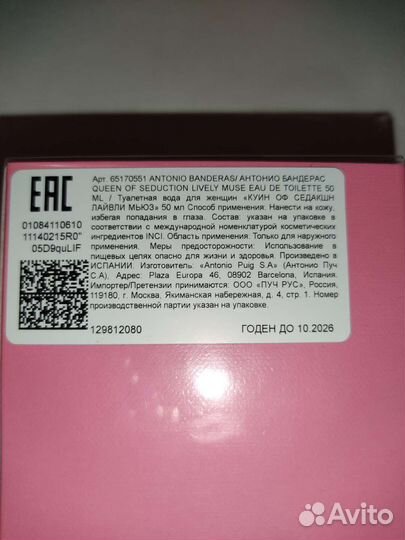 Арт. 65170551 ANTONIO BANDERAS/ АНТОНИО БАНДЕРАС
QUEEN OF SEDUCTION LIVELY MUSE EAU DE TOILETTE 50
ML / Туалетная вода для женщин «КУИН ОФ СЕДАКШН
ЛАЙВЛИ МЬЮЗ» 50 мл Способ применения: Нанести на кожу,
избегая попадания в глаза. Состав: указан на упаковке в
соответствии с международной номенклатурой косметических
ингредиентов INCI. Область применения: Только для наружного
применения. Меры предосторожности: Использование в
пищевых целях опасно для жизни и здоровья. Произведено в
ИСПАНИИ. Изготовитель: «Antonio Puig S.A» (Антонио Пуч
С.А), Адрес: Plaza Europa 46, 08902 Barcelona, Испания.
Импортер/Претензии принимаются: ООО «ПУЧ РУС», Россия,
119180, г. Москва, Якиманская набережная, д. 4, стр. 1. Номер
производственной партии указан на упаковке.
EAC
01084110610
11140215R0"
05D9quLIF
129812080
ГОДЕН ДО 10.2026
Avito